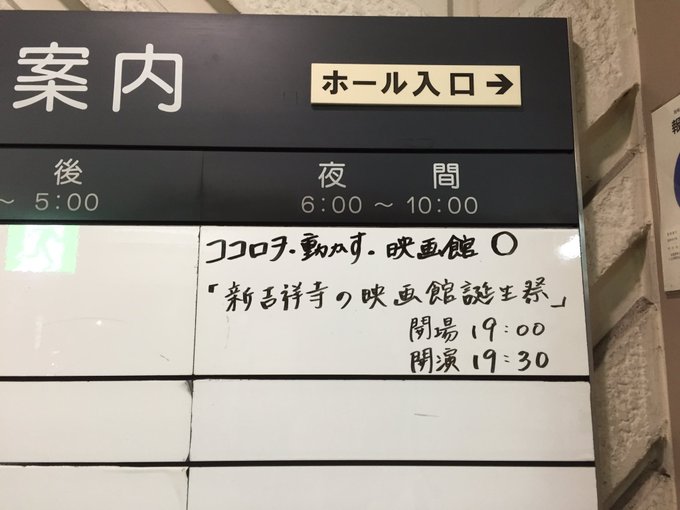 案内
ホール入口→
後
～ 5:00
夜 間
6:00 ～ 10:00
ココロヲ・動かす・映画館 ○
「新吉祥寺の映画館誕生祭」
開場 19:00
開演 19:30
報